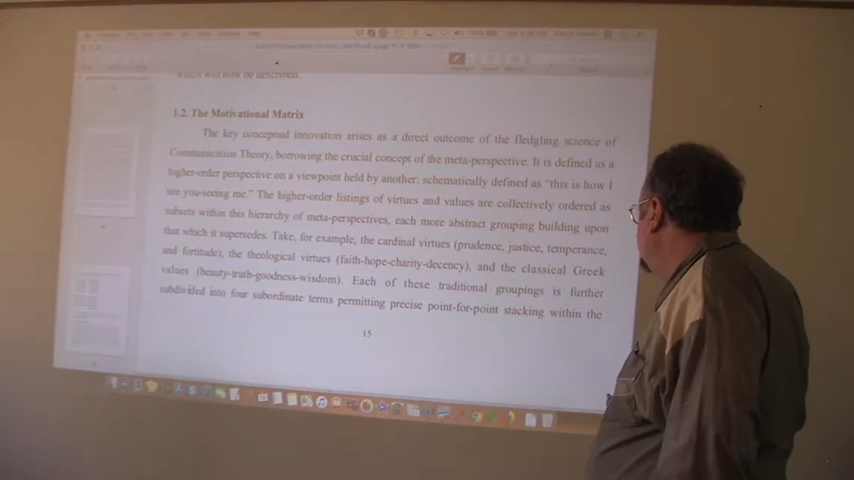 which will now be described.
1.2. The Motivational Matrix
The key conceptual innovation arises as a direct outcome of the fledgling science of
Communication Theory, borrowing the crucial concept of the meta-perspective. It is defined as a
higher-order perspective on a viewpoint held by another: schematically defined as “this is how I
see you-seeing me.” The higher-order listings of virtues and values are collectively ordered as
subsets within this hierarchy of meta-perspectives, each more abstract grouping building upon
that which it supersedes. Take, for example, the cardinal virtues (prudence, justice, temperance,
and fortitude), the theological virtues (faith-hope-charity-decency), and the classical Greek
values (beauty-truth-goodness-wisdom). Each of these traditional groupings is further
subdivided into four subordinate terms permitting precise point-for-point stacking within the
15